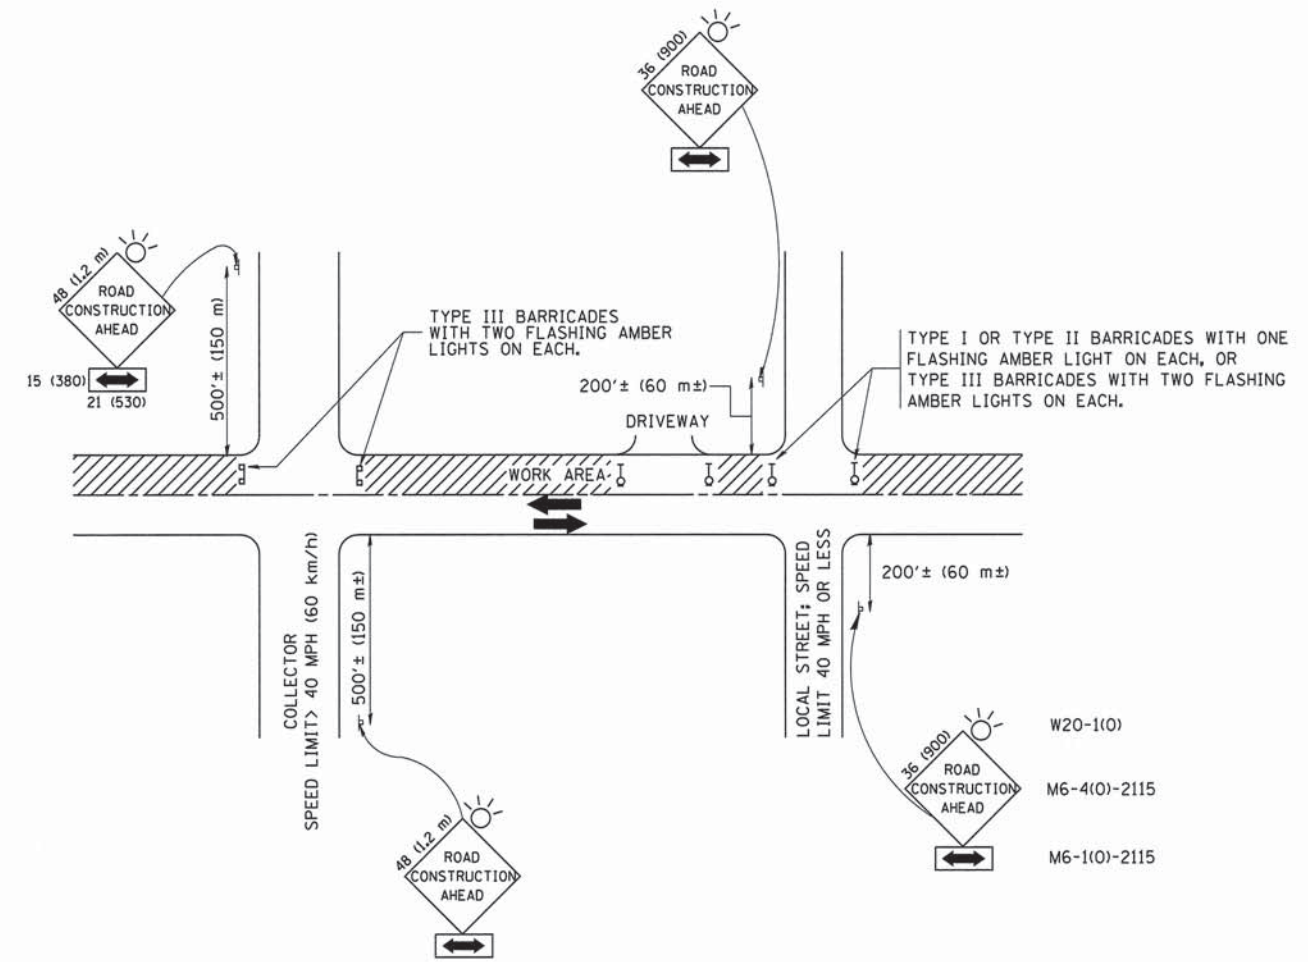 36 (900)
ROAD
CONSTRUCTION
AHEAD
48 (1.2 m)
ROAD
CONSTRUCTION
AHEAD
15 (380)
21 (530)
500'± (150 m)
TYPE III BARRICADES
WITH TWO FLASHING AMBER
LIGHTS ON EACH.
200'± (60 m±)
DRIVEWAY
TYPE I OR TYPE II BARRICADES WITH ONE
FLASHING AMBER LIGHT ON EACH, OR
TYPE III BARRICADES WITH TWO FLASHING
AMBER LIGHTS ON EACH.
WORK AREA
COLLECTOR
SPEED LIMIT> 40 MPH (60 km/h)
500'± (150 m±)
LOCAL STREET; SPEED
LIMIT 40 MPH OR LESS
200'± (60 m±)
36 (900)
ROAD
CONSTRUCTION
AHEAD
W20-1(O)
M6-4(O)-2115
M6-1(O)-2115
48 (1.2 m)
ROAD
CONSTRUCTION
AHEAD